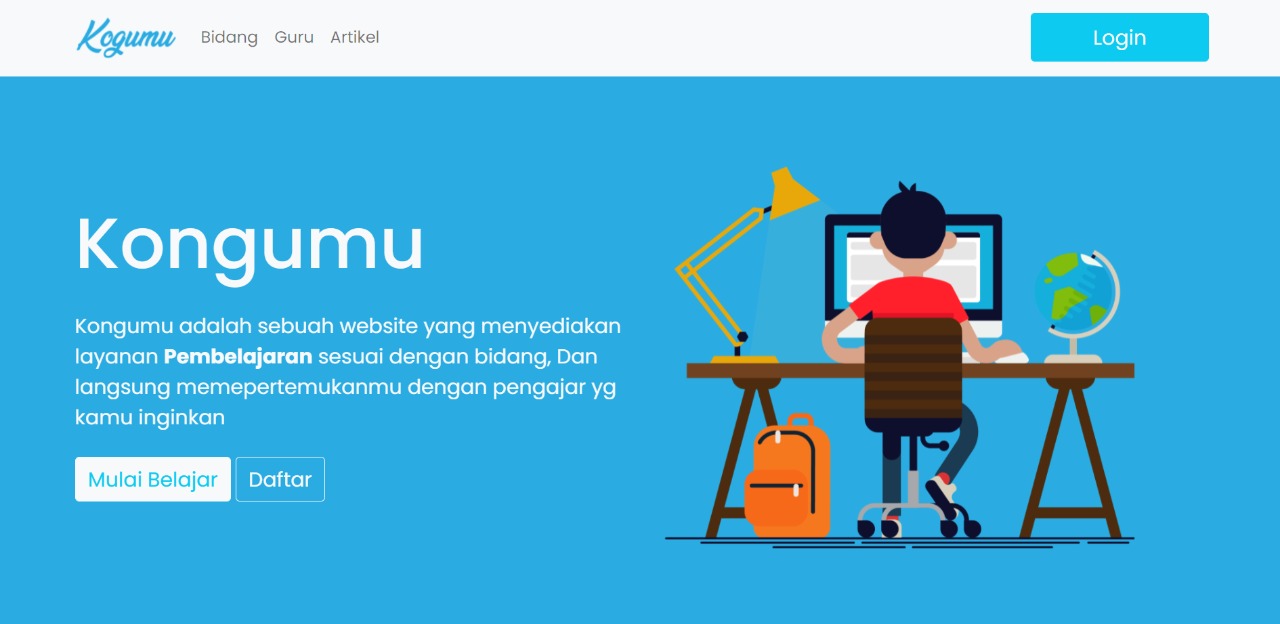 Kogumu
Bidang Guru Artikel
Login
Kongumu
Kongumu adalah sebuah website yang menyediakan
layanan Pembelajaran sesuai dengan bidang, Dan
langsung memepertemukanmu dengan pengajar yg
kamu inginkan
Mulai Belajar Daftar